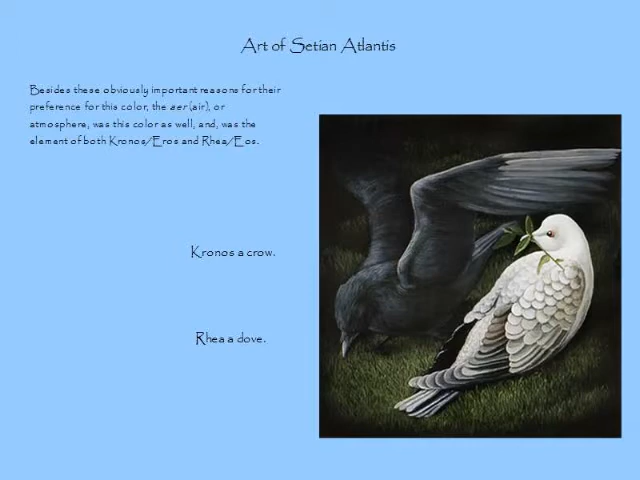 Art of Setian Atlantis
Besides these obviously important reasons for their
preference for this color, the aer (air), or
atmosphere, was this color as well, and, was the
element of both Kronos/Eros and Rhea/Eos.
Kronos a crow.
Rhea a dove.